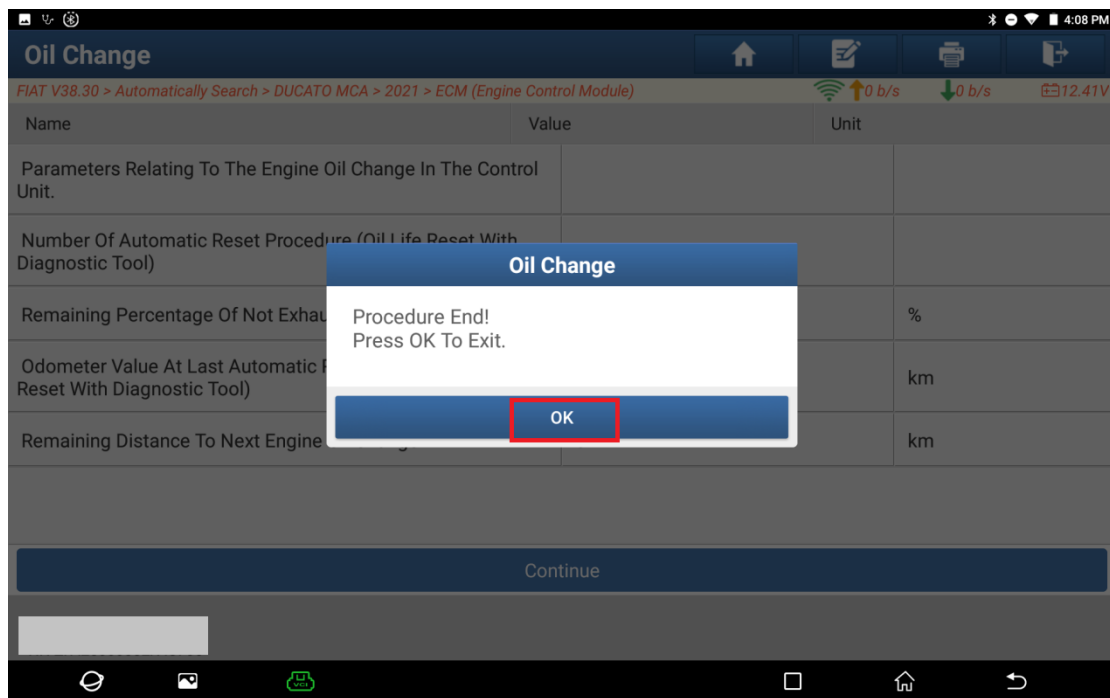 4:08 PM
Oil Change
FIAT V38.30 > Automatically Search > DUCATO MCA > 2021 > ECM (Engine Control Module)
0 b/s
0 b/s
12.41V
Name
Value
Unit
Parameters Relating To The Engine Oil Change In The Control
Unit.
Number Of Automatic Reset Procedure (Oil Life Reset With
Diagnostic Tool)
Oil Change
Remaining Percentage Of Not
%
Procedure End!
Press OK To Exit.
Odometer Value At Last Automatic
Reset With Diagnostic Tool)
km
OK
Remaining Distance To Next Engine
km
Continue
VCI